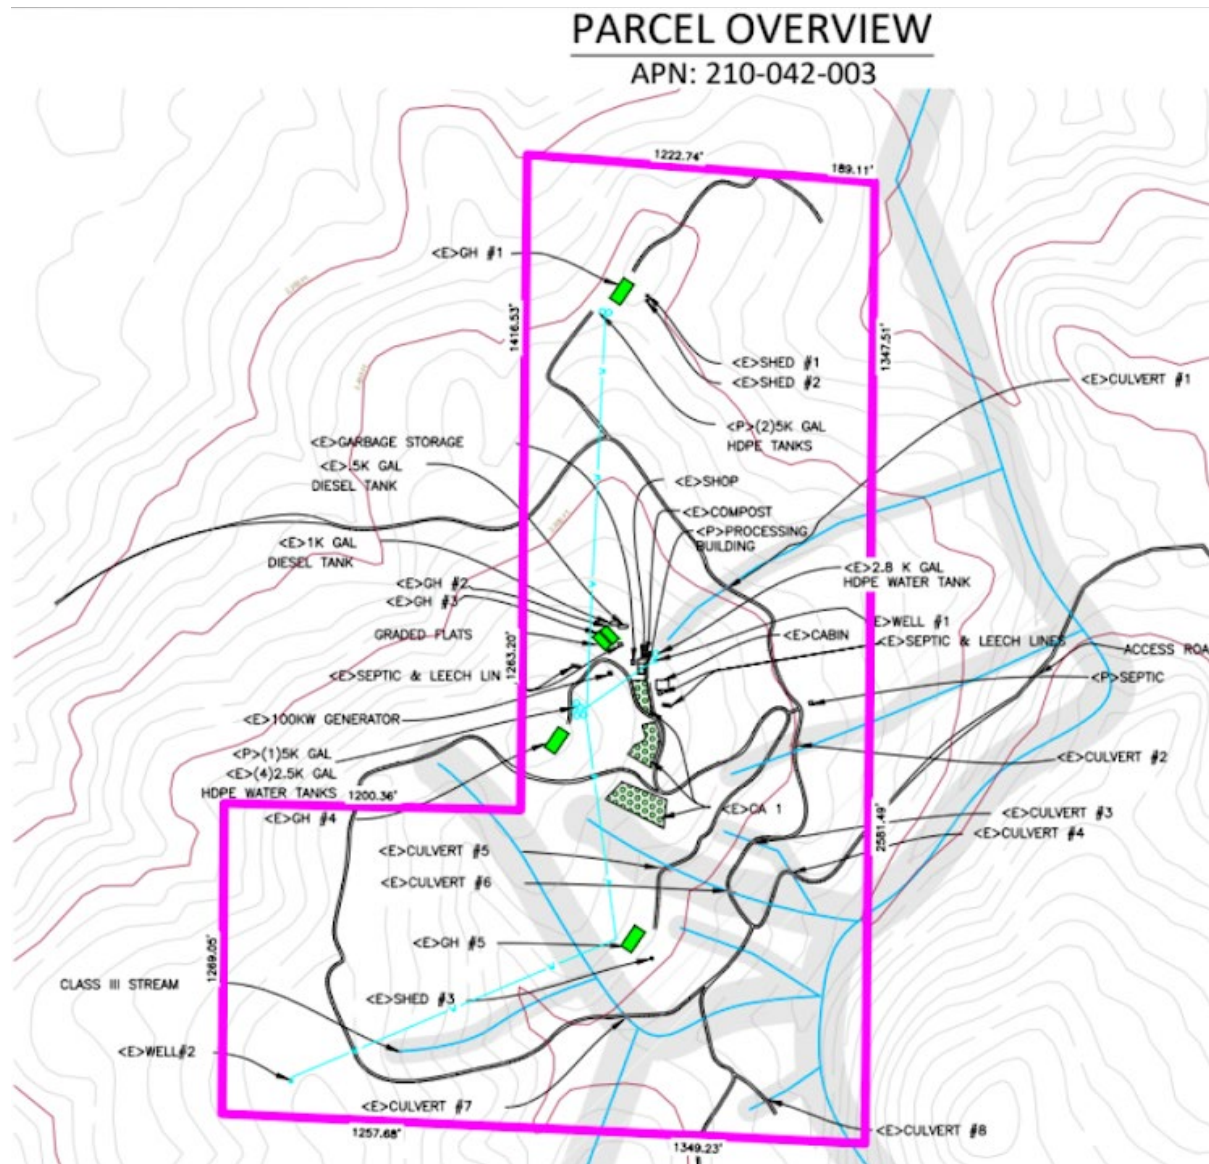 PARCEL OVERVIEW
APN: 210-042-003
1222.74'
189.11'
<E>GH #1
1416.53'
1347.51'
<E>SHED #1
<E>SHED #2
<E>CULVERT #1
<P>(2)5K GAL
HDPE TANKS
<E>GARBAGE STORAGE
<E>.5K GAL
DIESEL TANK
<E>SHOP
<E>COMPOST
<P>PROCESSING
BUILDING
<E>1K GAL
DIESEL TANK
<E>2.8 K GAL
HDPE WATER TANK
<E>GH #2
<E>GH #3
GRADED FLATS
E>WELL #1
<E>CABIN
<E>SEPTIC & LEECH LINES
1263.20'
ACCESS ROA
<E>SEPTIC & LEECH LIN
<P>SEPTIC
<E>100KW GENERATOR
<P>(1)5K GAL
<E>(4)2.5K GAL
HDPE WATER TANKS
<E>CULVERT #2
1200.36'
<E>GH #4
<E>CA 1
<E>CULVERT #3
<E>CULVERT #4
2581.49'
<E>CULVERT #5
<E>CULVERT #6
<E>GH #5
1269.05'
CLASS III STREAM
<E>SHED #3
<E>WELL#2
<E>CULVERT #7
<E>CULVERT #8
1257.68'
1349.23'